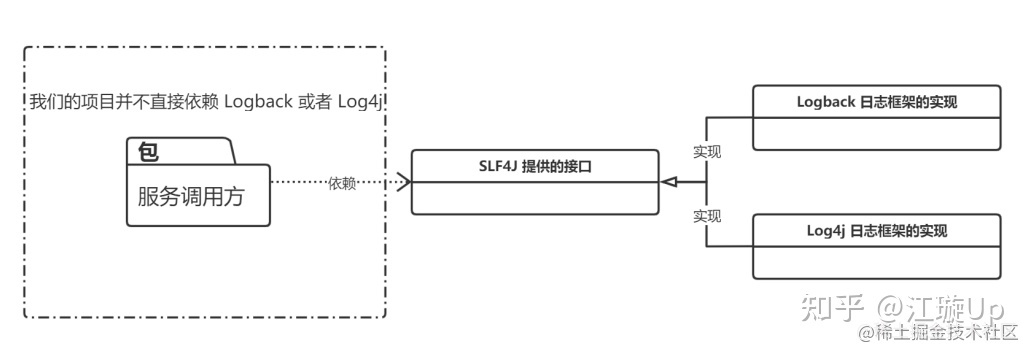 我们的项目并不直接依赖 Logback 或者 Log4j
包
服务调用方
依赖
SLF4J 提供的接口
实现
实现
Logback 日志框架的实现
Log4j 日志框架的实现
知乎 @江璇Up
@稀土掘金技术社区